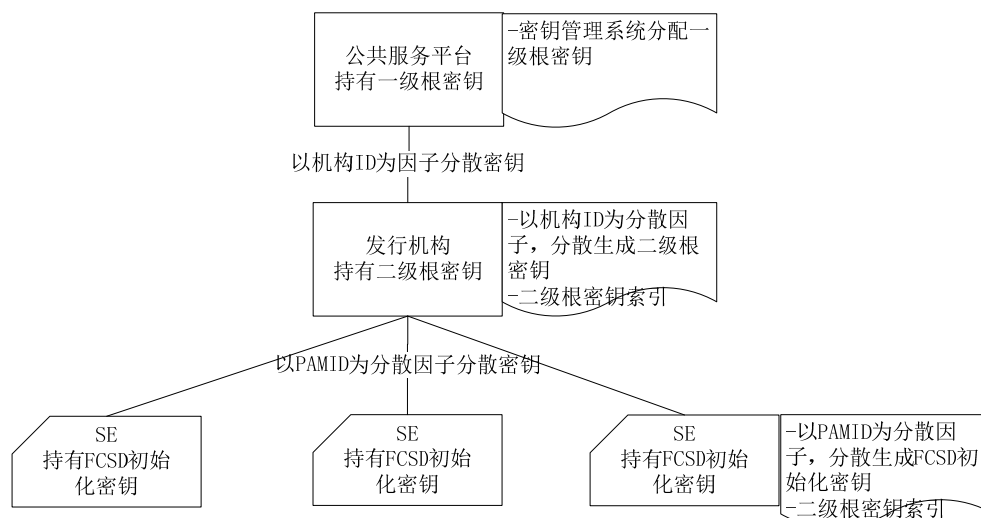 公共服务平台
持有一级根密钥
-密钥管理系统分配一
级根密钥
以机构ID为因子分散密钥
发行机构
持有二级根密钥
-以机构ID为分散因
子，分散生成二级根
密钥
-二级根密钥索引
以PAMID为分散因子分散密钥
SE
持有FCSD初始
化密钥
SE
持有FCSD初始
化密钥
SE
持有FCSD初始
化密钥
-以PAMID为分散因
子，分散生成FCSD初
始化密钥
-二级根密钥索引